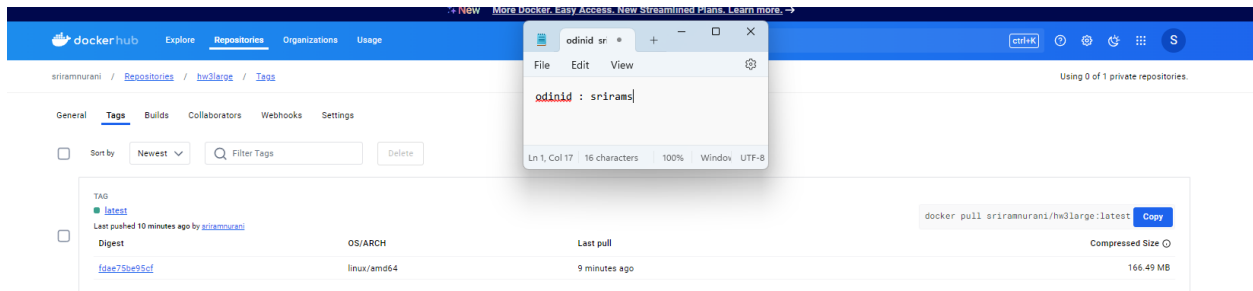 New More Docker. Easy Access. New Streamlined Plans. Learn more. →
dockerhub Explore Repositories Organizations Usage
ctrl+K
S
odinid sri
File Edit View
odinid : srirams
Ln 1, Col 17 16 characters 100% Window UTF-8
sriramnurani / Repositories / hw3large / Tags
Using 0 of 1 private repositories.
General Tags Builds Collaborators Webhooks Settings
Sort by Newest Filter Tags Delete
TAG
latest
Last pushed 10 minutes ago by sriramnurani
docker pull sriramnurani/hw3large:latest Copy
Digest OS/ARCH Last pull Compressed Size
fdae75be95cf linux/amd64 9 minutes ago 166.49 MB